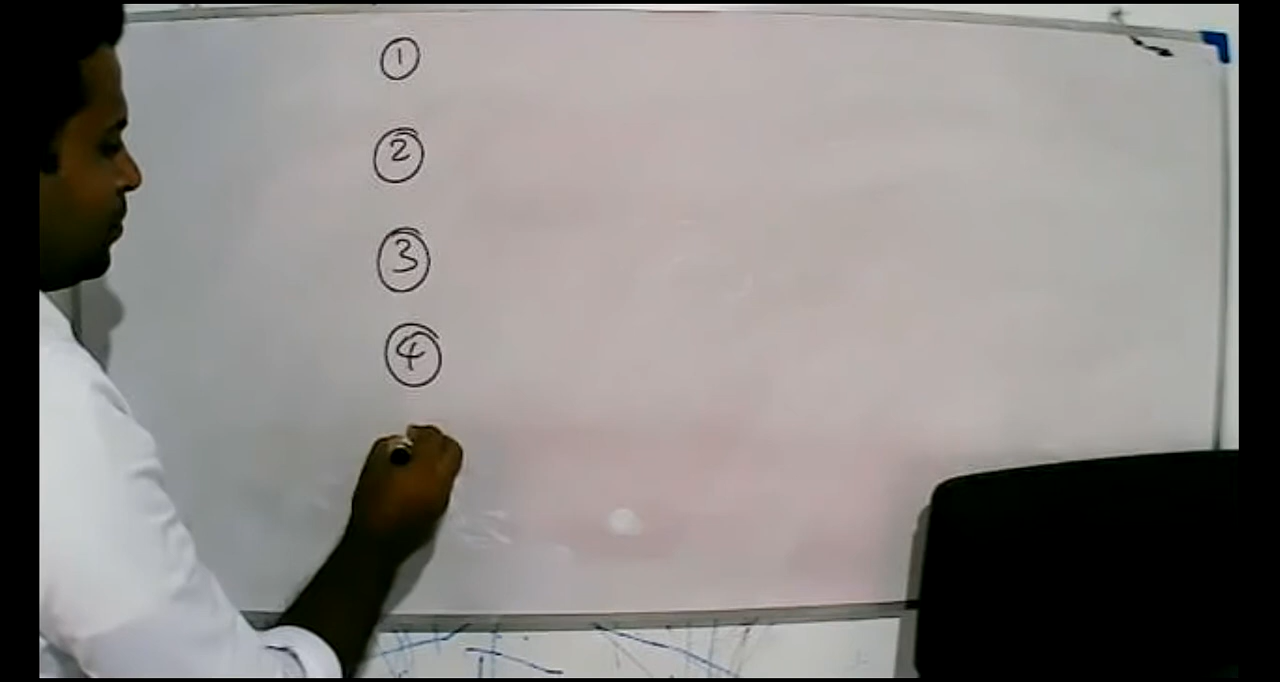 ①
②
③
④